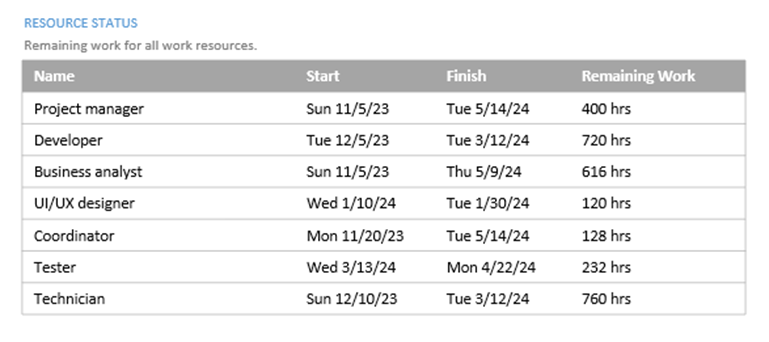 RESOURCE STATUS
Remaining work for all work resources.
Name Start Finish Remaining Work
Project manager Sun 11/5/23 Tue 5/14/24 400 hrs
Developer Tue 12/5/23 Tue 3/12/24 720 hrs
Business analyst Sun 11/5/23 Thu 5/9/24 616 hrs
UI/UX designer Wed 1/10/24 Tue 1/30/24 120 hrs
Coordinator Mon 11/20/23 Tue 5/14/24 128 hrs
Tester Wed 3/13/24 Mon 4/22/24 232 hrs
Technician Sun 12/10/23 Tue 3/12/24 760 hrs